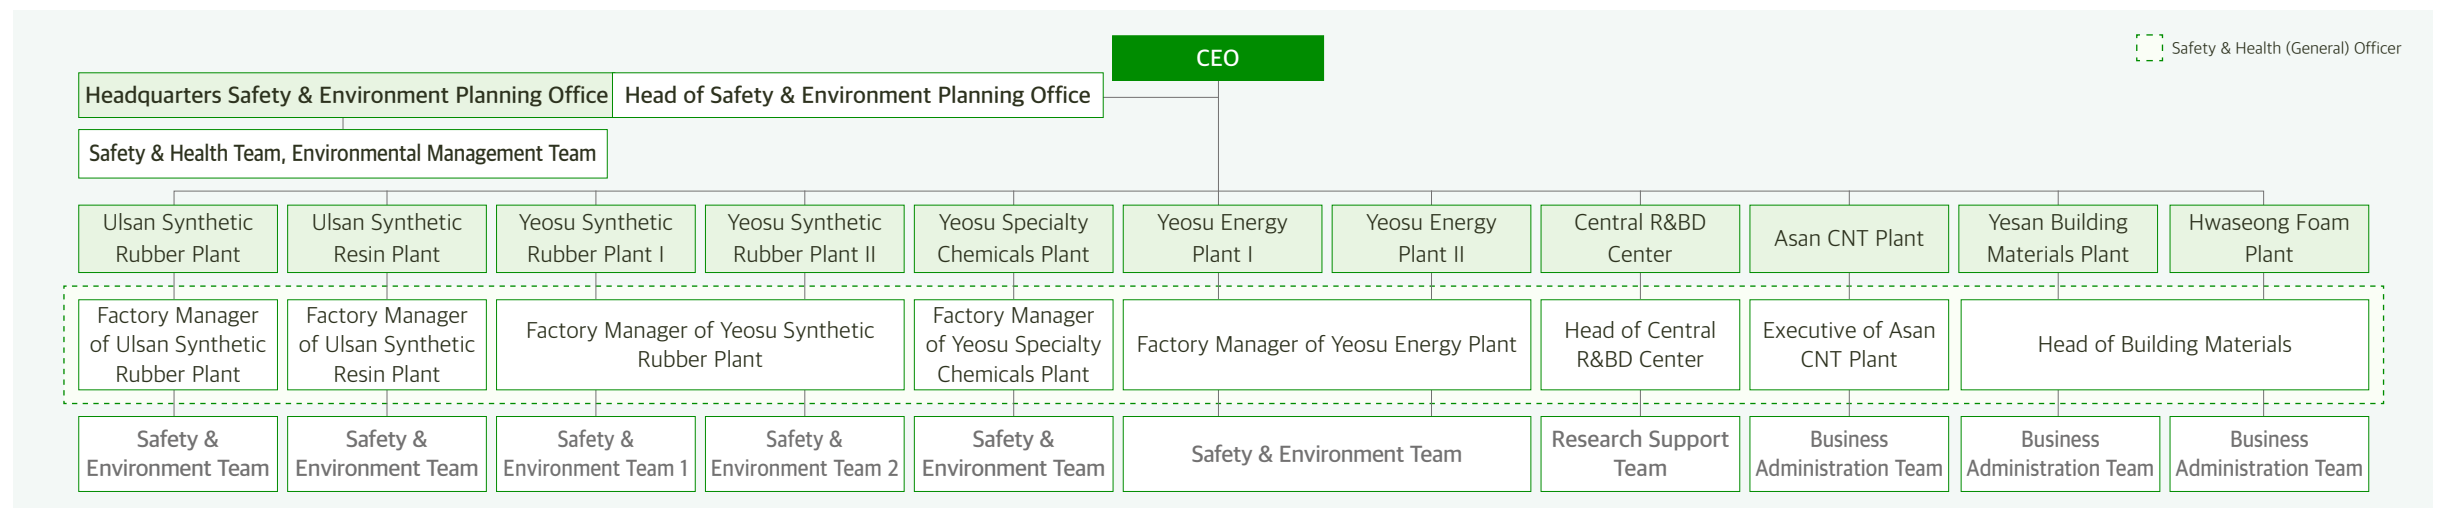 CEO
Safety & Health (General) Officer
Headquarters Safety & Environment Planning Office
Head of Safety & Environment Planning Office
Safety & Health Team, Environmental Management Team
Ulsan Synthetic
Rubber Plant
Ulsan Synthetic
Resin Plant
Yeosu Synthetic
Rubber Plant I
Yeosu Synthetic
Rubber Plant II
Yeosu Specialty
Chemicals Plant
Yeosu Energy
Plant I
Yeosu Energy
Plant II
Central R&BD
Center
Asan CNT Plant
Yesan Building
Materials Plant
Hwaseong Foam
Plant
Factory Manager
of Ulsan Synthetic
Rubber Plant
Factory Manager
of Ulsan Synthetic
Resin Plant
Factory Manager of Yeosu Synthetic
Rubber Plant
Factory Manager
of Yeosu Specialty
Chemicals Plant
Factory Manager of Yeosu Energy Plant
Head of Central
R&BD Center
Executive of Asan
CNT Plant
Head of Building Materials
Safety &
Environment Team
Safety &
Environment Team
Safety &
Environment Team 1
Safety &
Environment Team 2
Safety &
Environment Team
Safety & Environment Team
Research Support
Team
Business
Administration Team
Business
Administration Team
Business
Administration Team